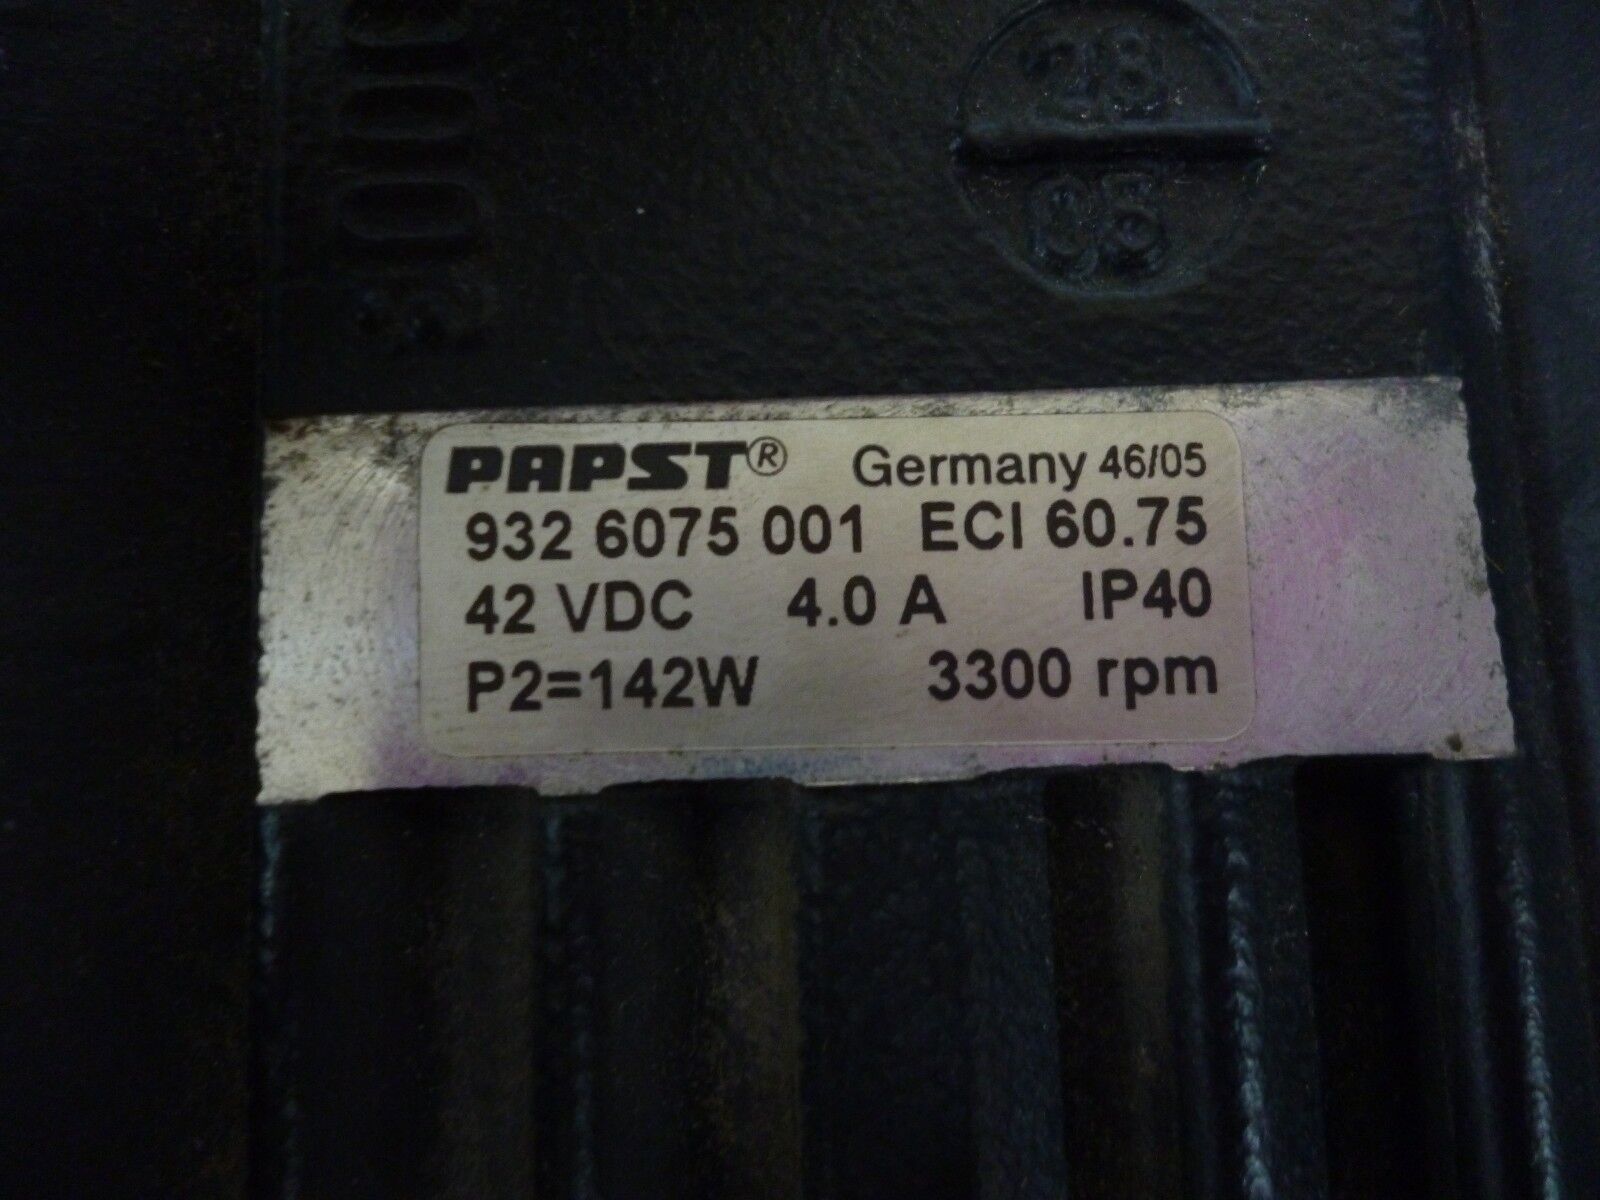 PAPST® Germany 46/05
932 6075 001 ECI 60.75
42 VDC 4.0 A IP40
P2=142W 3300 rpm